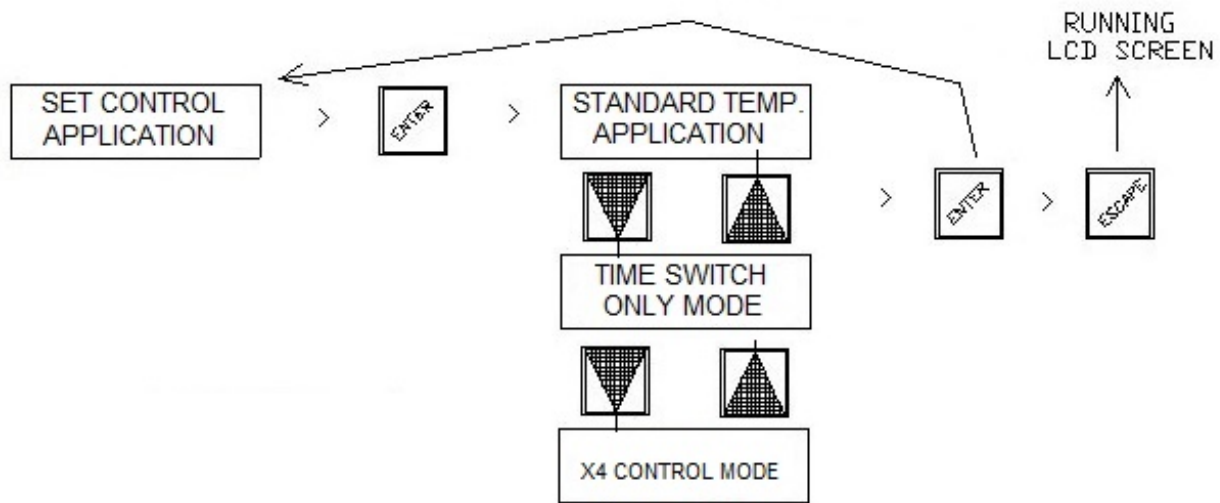 RUNNING
LCD SCREEN
SET CONTROL
APPLICATION
>
ENTER
>
STANDARD TEMP.
APPLICATION
>
ENTER
>
ESCAPE
TIME SWITCH
ONLY MODE
X4 CONTROL MODE